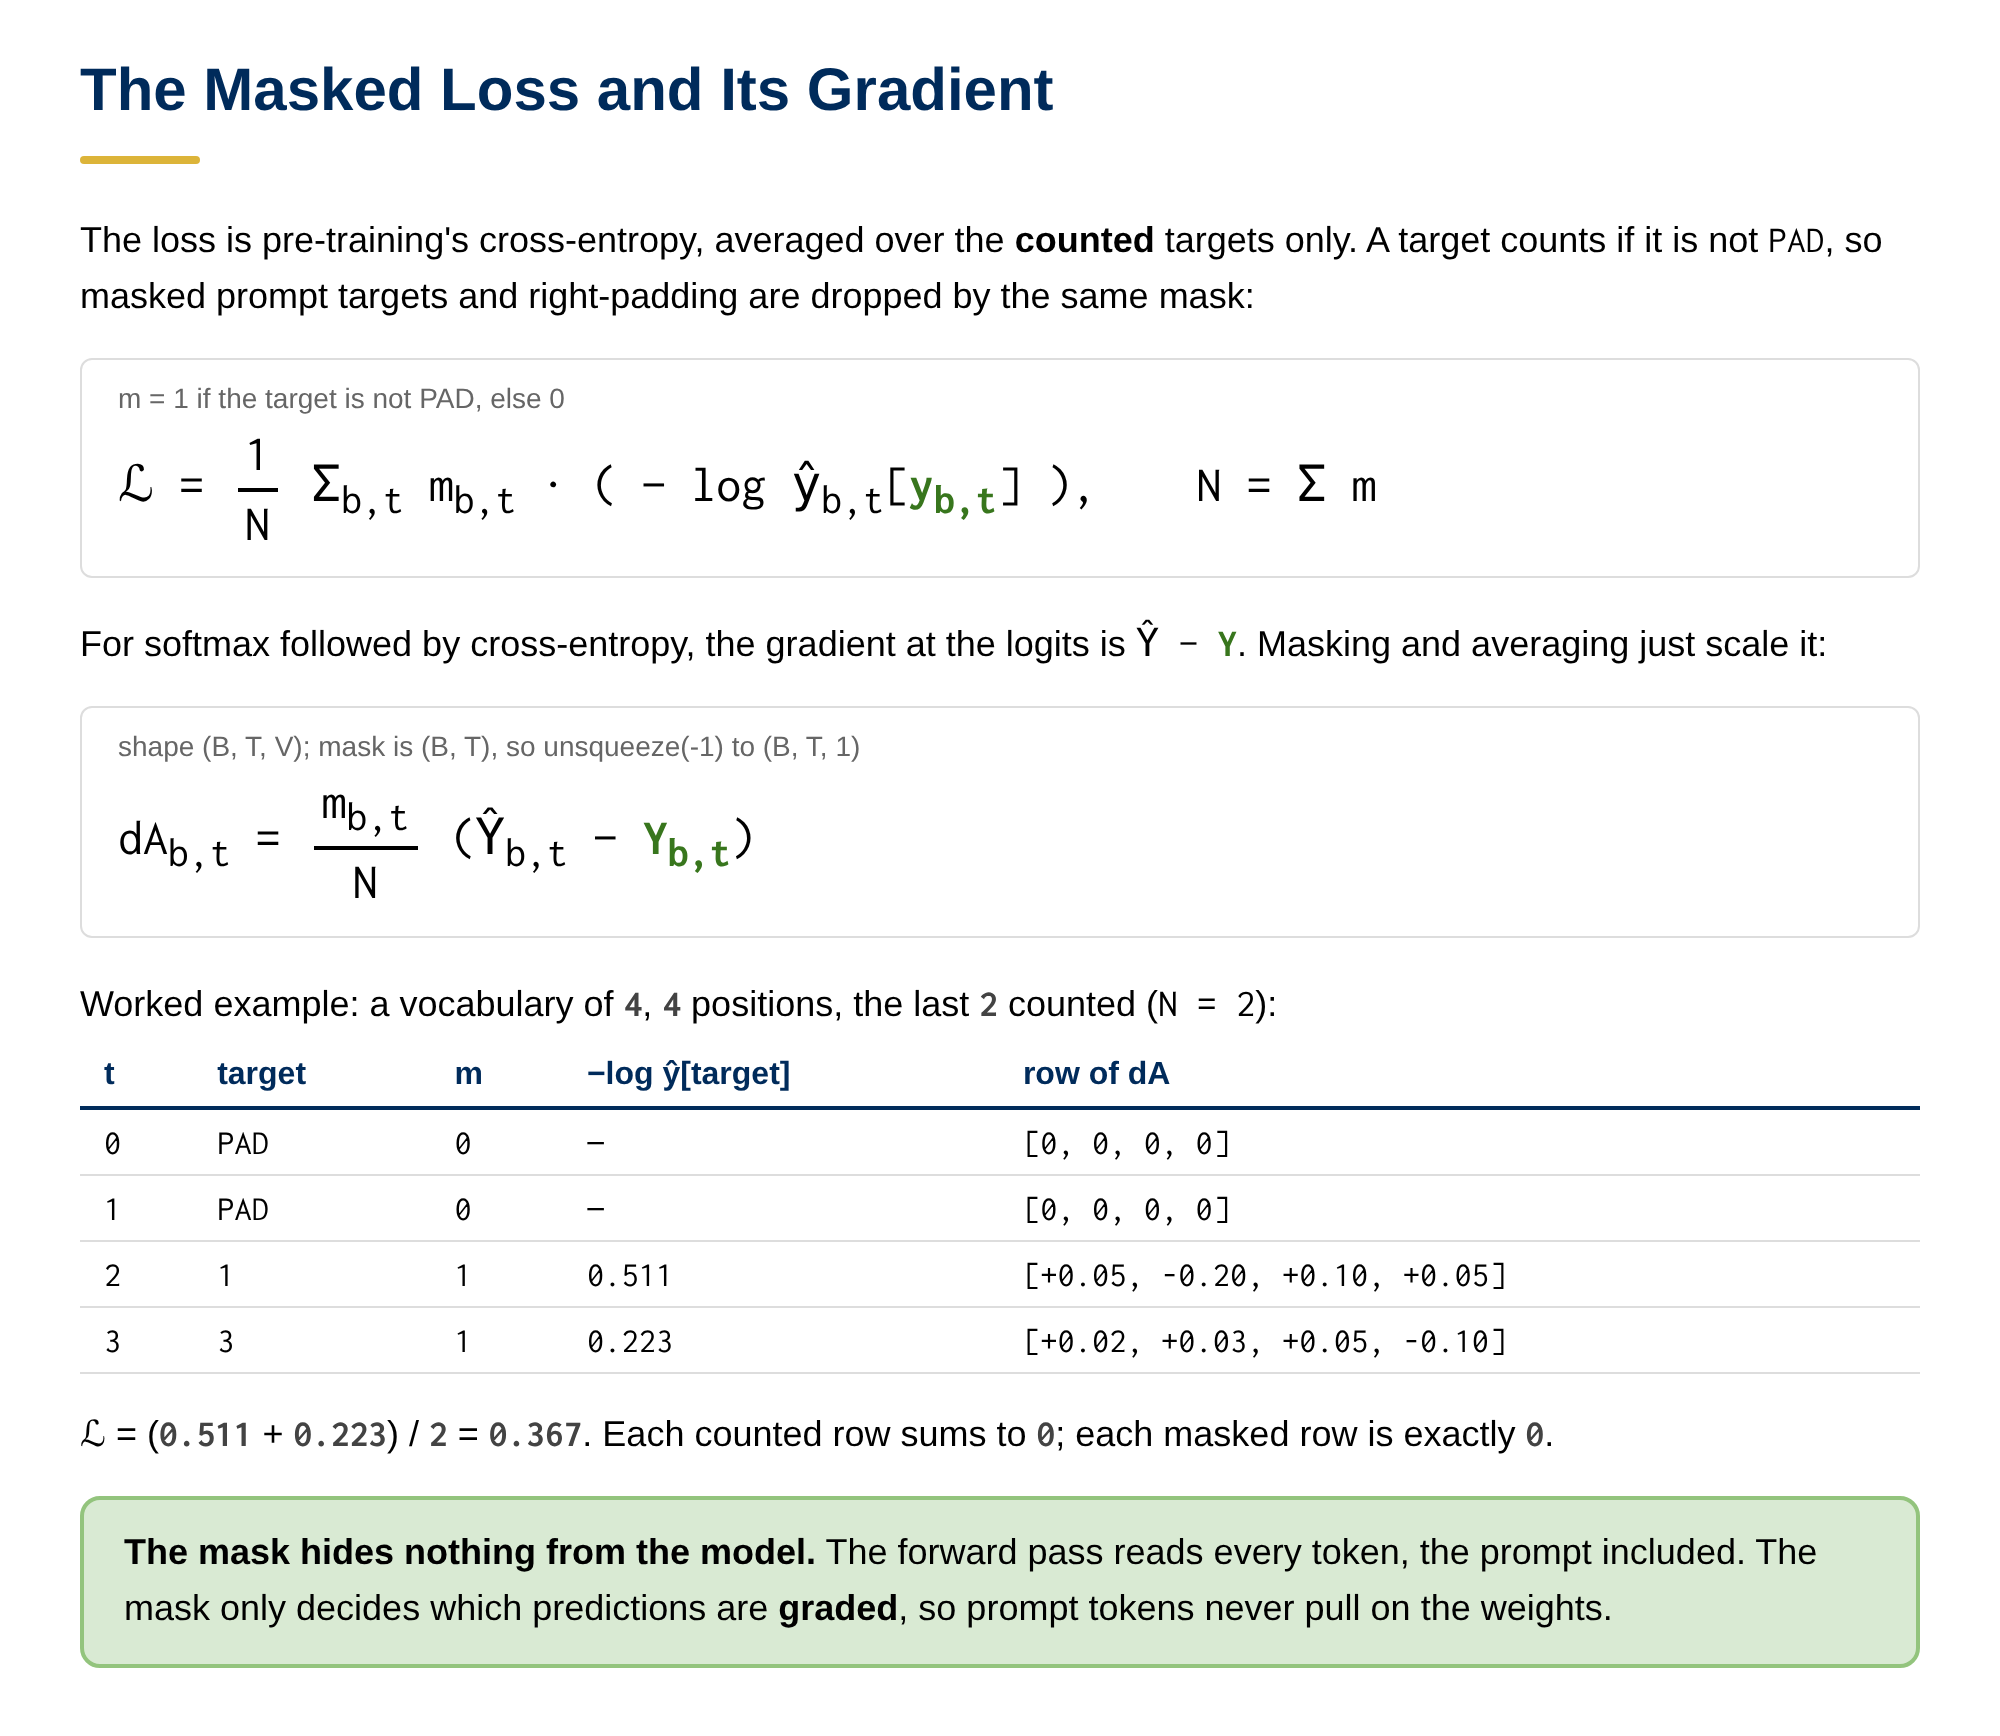 The Masked Loss and Its Gradient
The loss is pre-training's cross-entropy, averaged over the counted targets only. A target counts if it is not PAD, so
masked prompt targets and right-padding are dropped by the same mask:
m = 1 if the target is not PAD, else 0
ℒ = 1/N Σb,t mb,t · ( − log ŷb,t[yb,t] ), N = Σ m
For softmax followed by cross-entropy, the gradient at the logits is Ŷ − Y. Masking and averaging just scale it:
shape (B, T, V); mask is (B, T), so unsqueeze(-1) to (B, T, 1)
dAb,t = mb,t/N (Ŷb,t − Yb,t)
Worked example: a vocabulary of 4, 4 positions, the last 2 counted (N = 2):
t target m −log ŷ[target] row of dA
0 PAD 0 — [0, 0, 0, 0]
1 PAD 0 — [0, 0, 0, 0]
2 1 1 0.511 [+0.05, -0.20, +0.10, +0.05]
3 3 1 0.223 [+0.02, +0.03, +0.05, -0.10]
ℒ = (0.511 + 0.223) / 2 = 0.367. Each counted row sums to 0; each masked row is exactly 0.
The mask hides nothing from the model. The forward pass reads every token, the prompt included. The
mask only decides which predictions are graded, so prompt tokens never pull on the weights.